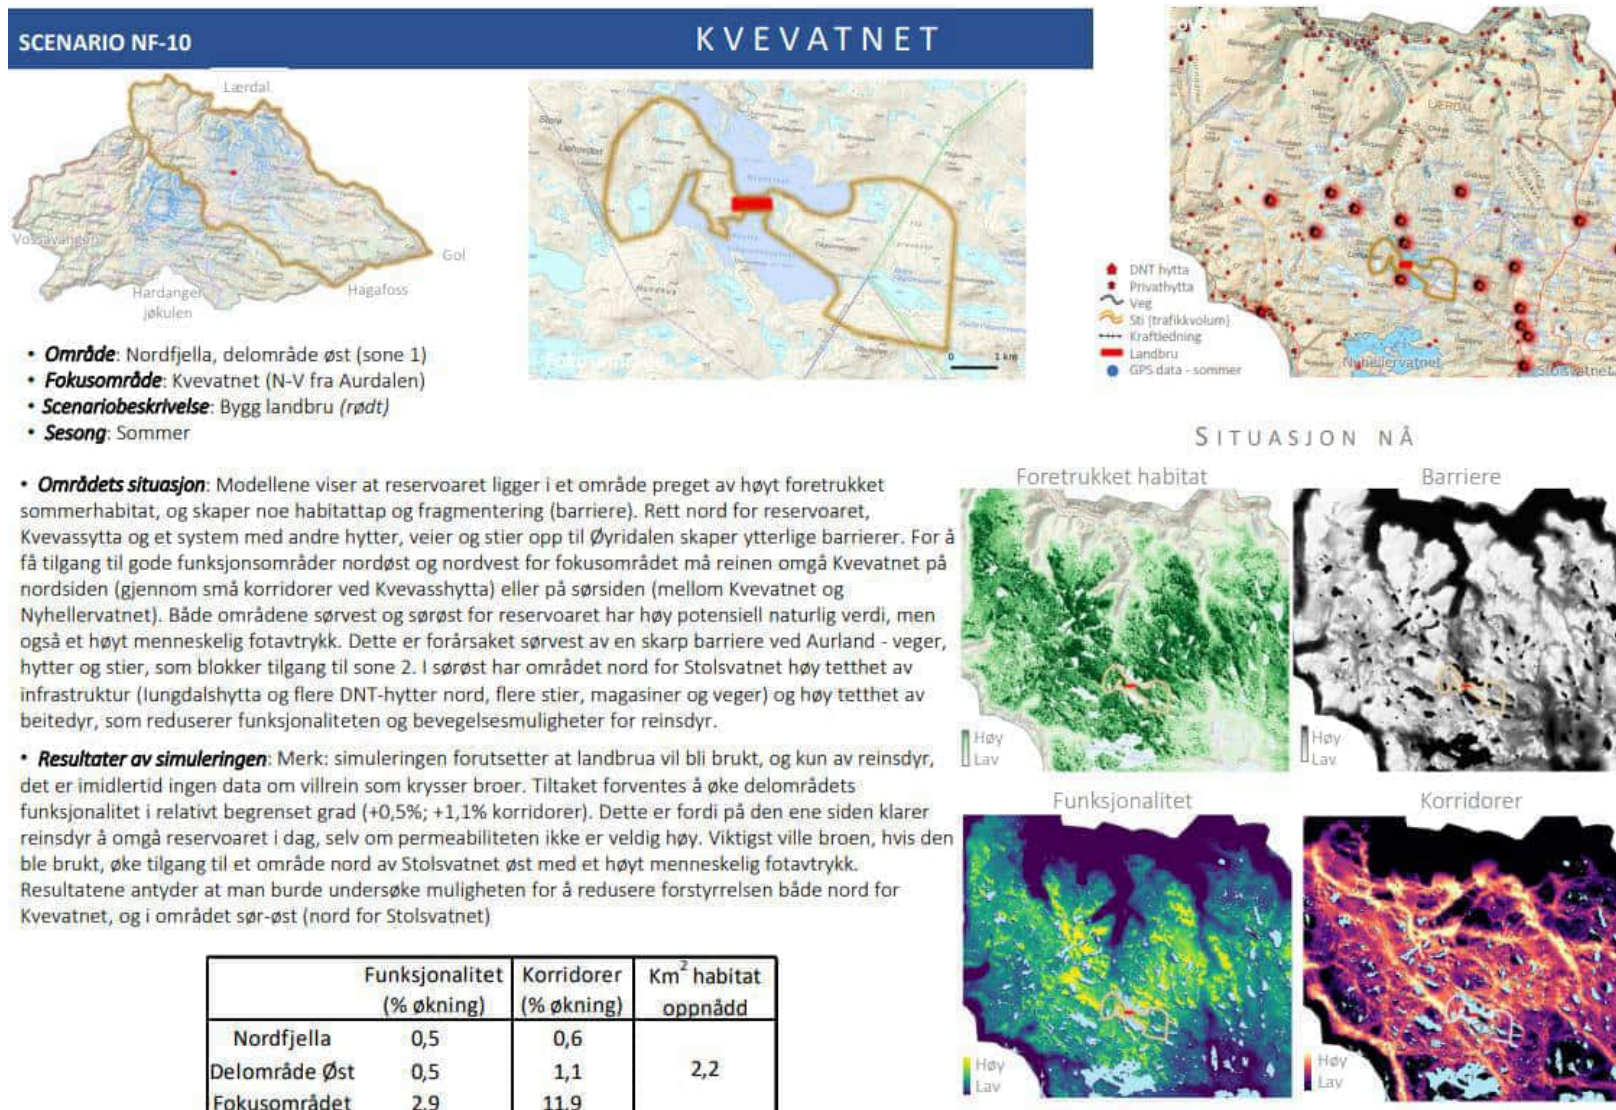 SCENARIO NF-10
KVEVATNET
Lærdal
Vossavangen
Gol
Hardanger
jøkulen
Hagafoss
Store
0 1 km
LÆRDAL
DNT hytta
Privathytta
Veg
Sti (trafikkvolum)
Kraftledning
Landbru
GPS data - sommer
Nyhellervatnet
Stolsvatnet
• Område: Nordfjella, delområde øst (sone 1)
• Fokusområde: Kvevatnet (N-V fra Aurdalen)
• Scenariobeskrivelse: Bygg landbru (rødt)
• Sesong: Sommer
• Områdets situasjon: Modellene viser at reservoaret ligger i et område preget av høyt foretrukket
sommerhabitat, og skaper noe habitattap og fragmentering (barriere). Rett nord for reservoaret,
Kvevassytta og et system med andre hytter, veier og stier opp til Øyridalen skaper ytterlige barrierer. For å
få tilgang til gode funksjonsområder nordøst og nordvest for fokusområdet må reinen omgå Kvevatnet på
nordsiden (gjennom små korridorer ved Kvevasshytta) eller på sørsiden (mellom Kvevatnet og
Nyhellervatnet). Både områdene sørvest og sørøst for reservoaret har høy potensiell naturlig verdi, men
også et høyt menneskelig fotavtrykk. Dette er forårsaket sørvest av en skarp barriere ved Aurland - veger,
hytter og stier, som blokker tilgang til sone 2. I sørøst har området nord for Stolsvatnet høy tetthet av
infrastruktur (Iungdalshytta og flere DNT-hytter nord, flere stier, magasiner og veger) og høy tetthet av
beitedyr, som reduserer funksjonaliteten og bevegelsesmuligheter for reinsdyr.
• Resultater av simuleringen: Merk: simuleringen forutsetter at landbrua vil bli brukt, og kun av reinsdyr,
det er imidlertid ingen data om villrein som krysser broer. Tiltaket forventes å øke delområdets
funksjonalitet i relativt begrenset grad (+0,5%; +1,1% korridorer). Dette er fordi på den ene siden klarer
reinsdyr å omgå reservoaret i dag, selv om permeabiliteten ikke er veldig høy. Viktigst ville broen, hvis den
ble brukt, øke tilgang til et område nord av Stolsvatnet øst med et høyt menneskelig fotavtrykk.
Resultatene antyder at man burde undersøke muligheten for å redusere forstyrrelsen både nord for
Kvevatnet, og i området sør-øst (nord for Stolsvatnet)
Funksjonalitet Korridorer Km² habitat
(% økning) (% økning) oppnådd
Nordfjella 0,5 0,6
Delområde Øst 0,5 1,1 2,2
Fokusområdet 2,9 11,9
SITUASJON NÅ
Foretrukket habitat
Høy
Lav
Barriere
Høy
Lav
Funksjonalitet
Høy
Lav
Korridorer
Høy
Lav